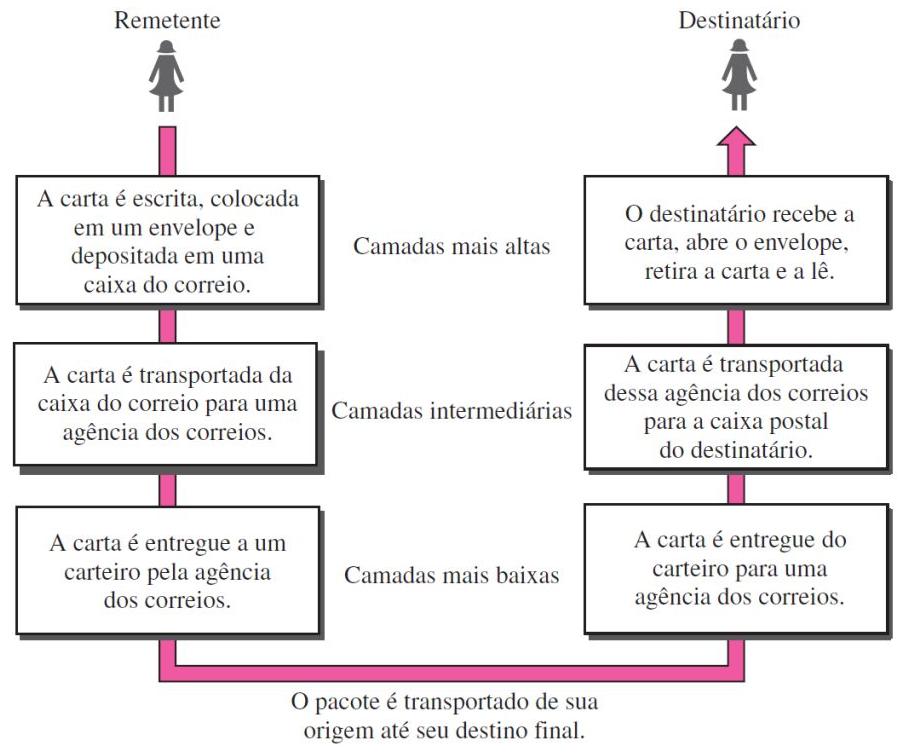 Remetente
Destinatário
A carta é escrita, colocada
em um envelope e
depositada em uma
caixa do correio.
Camadas mais altas
O destinatário recebe a
carta, abre o envelope,
retira a carta e a lê.
A carta é transportada da
caixa do correio para uma
agência dos correios.
Camadas intermediárias
A carta é transportada
dessa agência dos correios
para a caixa postal
do destinatário.
A carta é entregue a um
carteiro pela agência
dos correios.
Camadas mais baixas
A carta é entregue do
carteiro para uma
agência dos correios.
O pacote é transportado de sua
origem até seu destino final.